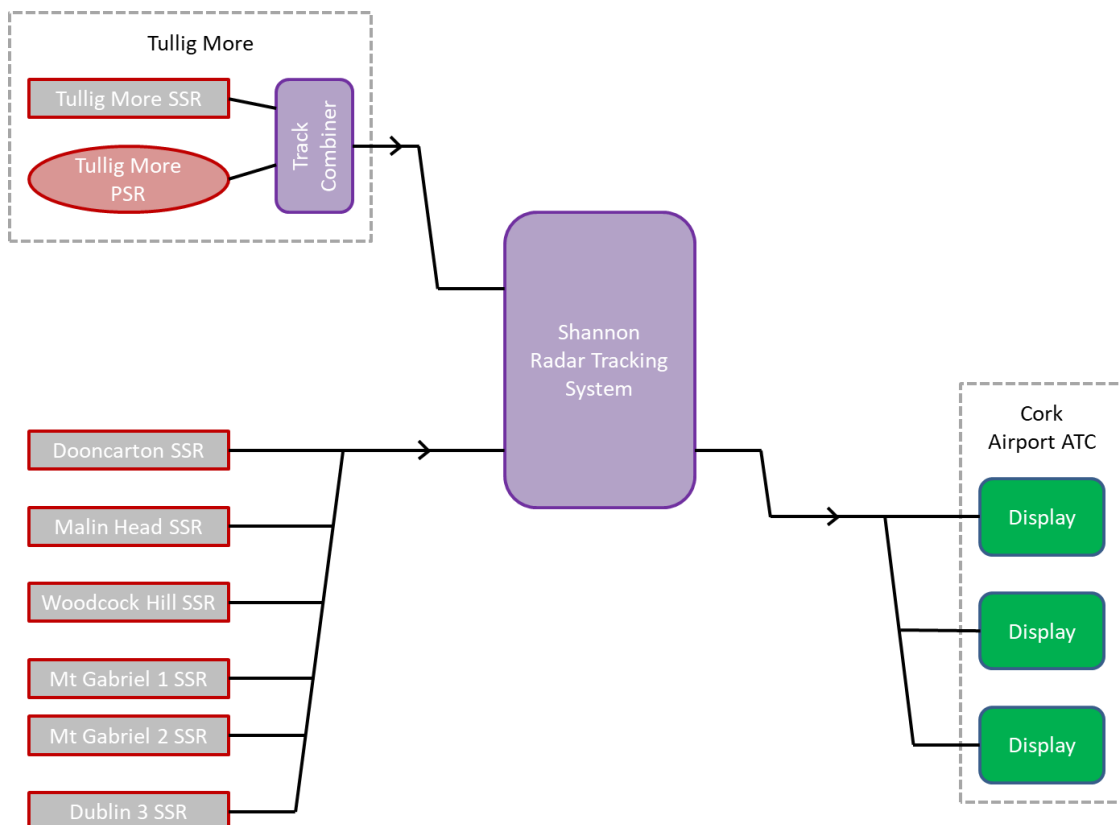 Tullig More
Tullig More SSR
Tullig More
PSR
Track
Combiner
Shannon
Radar Tracking
System
Dooncarton SSR
Malin Head SSR
Woodcock Hill SSR
Mt Gabriel 1 SSR
Mt Gabriel 2 SSR
Dublin 3 SSR
Cork
Airport ATC
Display
Display
Display